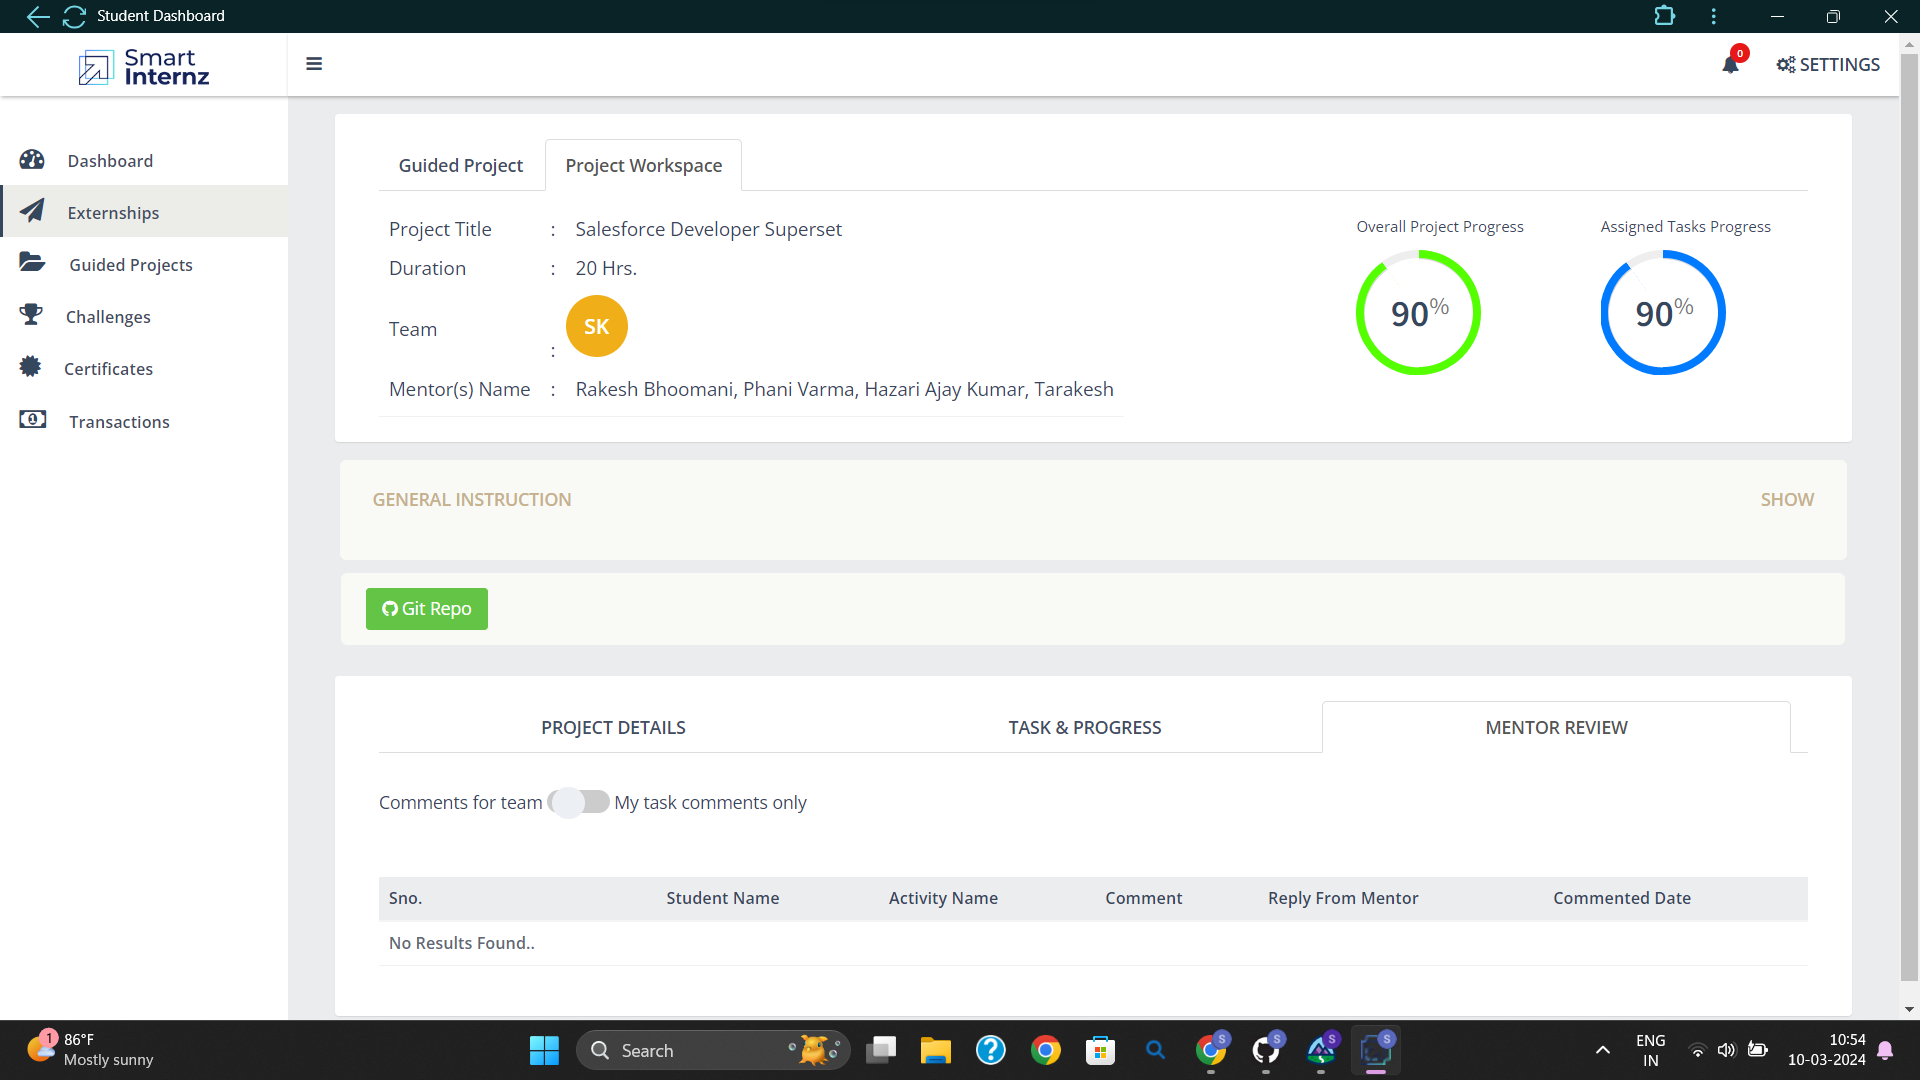 Student Dashboard
Smart
Internz
0
SETTINGS
Dashboard
Externships
Guided Projects
Challenges
Certificates
Transactions
Guided Project
Project Workspace
Project Title : Salesforce Developer Superset
Duration : 20 Hrs.
Team : SK
Mentor(s) Name : Rakesh Bhoomani, Phani Varma, Hazari Ajay Kumar, Tarakesh
Overall Project Progress
90%
Assigned Tasks Progress
90%
GENERAL INSTRUCTION SHOW
Git Repo
PROJECT DETAILS TASK & PROGRESS MENTOR REVIEW
Comments for team My task comments only
Sno. Student Name Activity Name Comment Reply From Mentor Commented Date
No Results Found..
1
86°F
Mostly sunny
Search
S
S
S
S
ENG
IN
10:54
10-03-2024